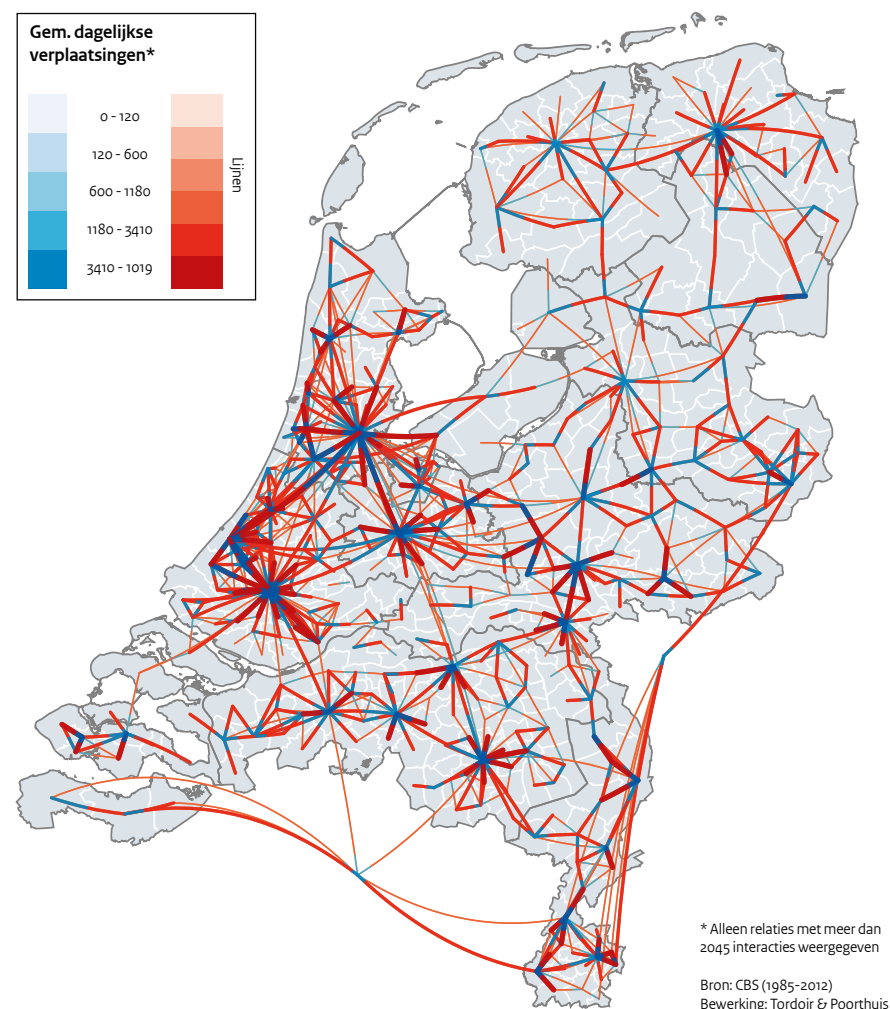 Gem. dagelijkse
verplaatsingen*
0 - 120
120 - 600
600 - 1180
1180 - 3410
3410 - 1019
Lijnen
* Alleen relaties met meer dan
2045 interacties weergegeven
Bron: CBS (1985-2012)
Bewerking: Tordoir & Poorthuis